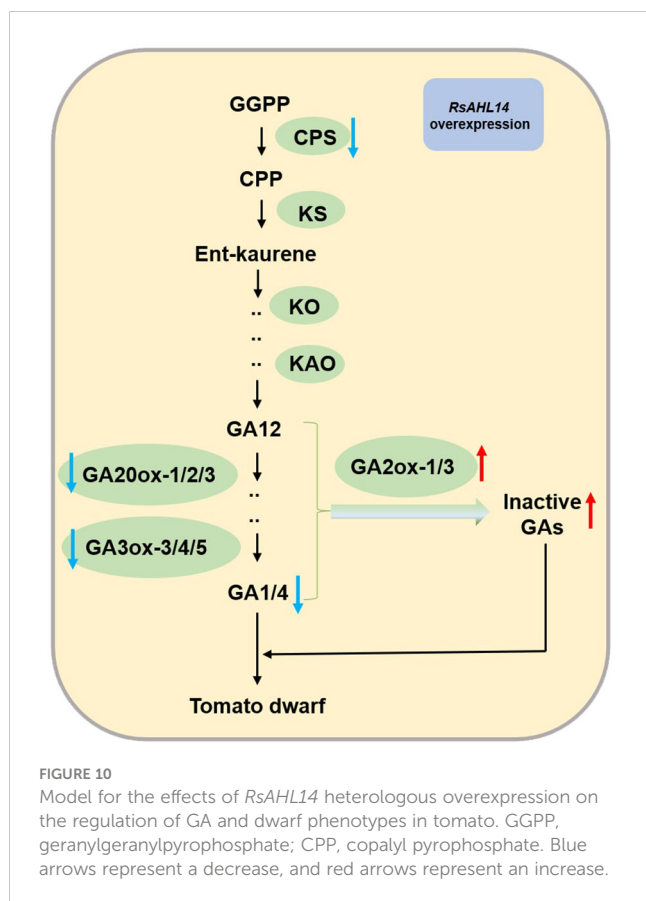 RsAHL14
overexpression
GGPP
CPS
CPP
KS
Ent-kaurene
..
KO
..
..
KAO
GA12
GA20ox-1/2/3
GA2ox-1/3
..
..
Inactive
GAs
GA3ox-3/4/5
GA1/4
Tomato dwarf
FIGURE 10
Model for the effects of RsAHL14 heterologous overexpression on
the regulation of GA and dwarf phenotypes in tomato. GGPP,
geranylgeranylpyrophosphate; CPP, copalyl pyrophosphate. Blue
arrows represent a decrease, and red arrows represent an increase.